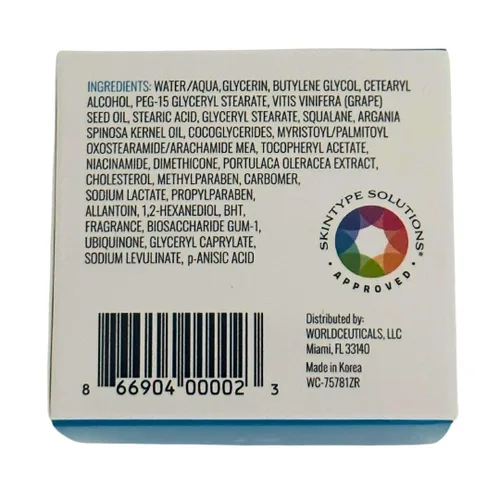 INGREDIENTS: WATER/AQUA,GLYCERIN, BUTYLENE GLYCOL, CETEARYL
ALCOHOL, PEG-15 GLYCERYL STEARATE, VITIS VINIFERA (GRAPE)
SEED OIL, STEARIC ACID, GLYCERYL STEARATE, SQUALANE, ARGANIA
SPINOSA KERNEL OIL, COCOGLYCERIDES, MYRISTOYL/PALMITOYL
OXOSTEARAMIDE/ARACHAMIDE MEA, TOCOPHERYL ACETATE,
NIACINAMIDE, DIMETHICONE, PORTULACA OLERACEA EXTRACT,
CHOLESTEROL, METHYLPARABEN, CARBOMER,
SODIUM LACTATE, PROPYLPARABEN,
ALLANTOIN, 1,2-HEXANEDIOL, BHT,
FRAGRANCE, BIOSACCHARIDE GUM-1,
UBIQUINONE, GLYCERYL CAPRYLATE,
SODIUM LEVULINATE, p-ANISIC ACID
SKINTYPE SOLUTIONS®
• APPROVED •
Distributed by:
WORLDCEUTICALS, LLC
Miami, FL 33140
Made in Korea
WC-75781ZR
8 66904 00002 3